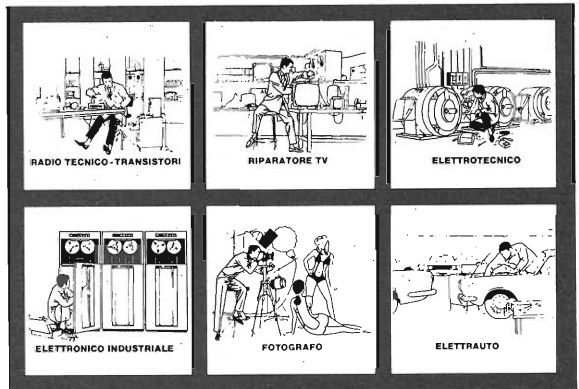 RADIO TECNICO - TRANSISTORI
RIPARATORE TV
ELETTROTECNICO
ELETTRONICO INDUSTRIALE
FOTOGRAFO
ELETTRAUTO